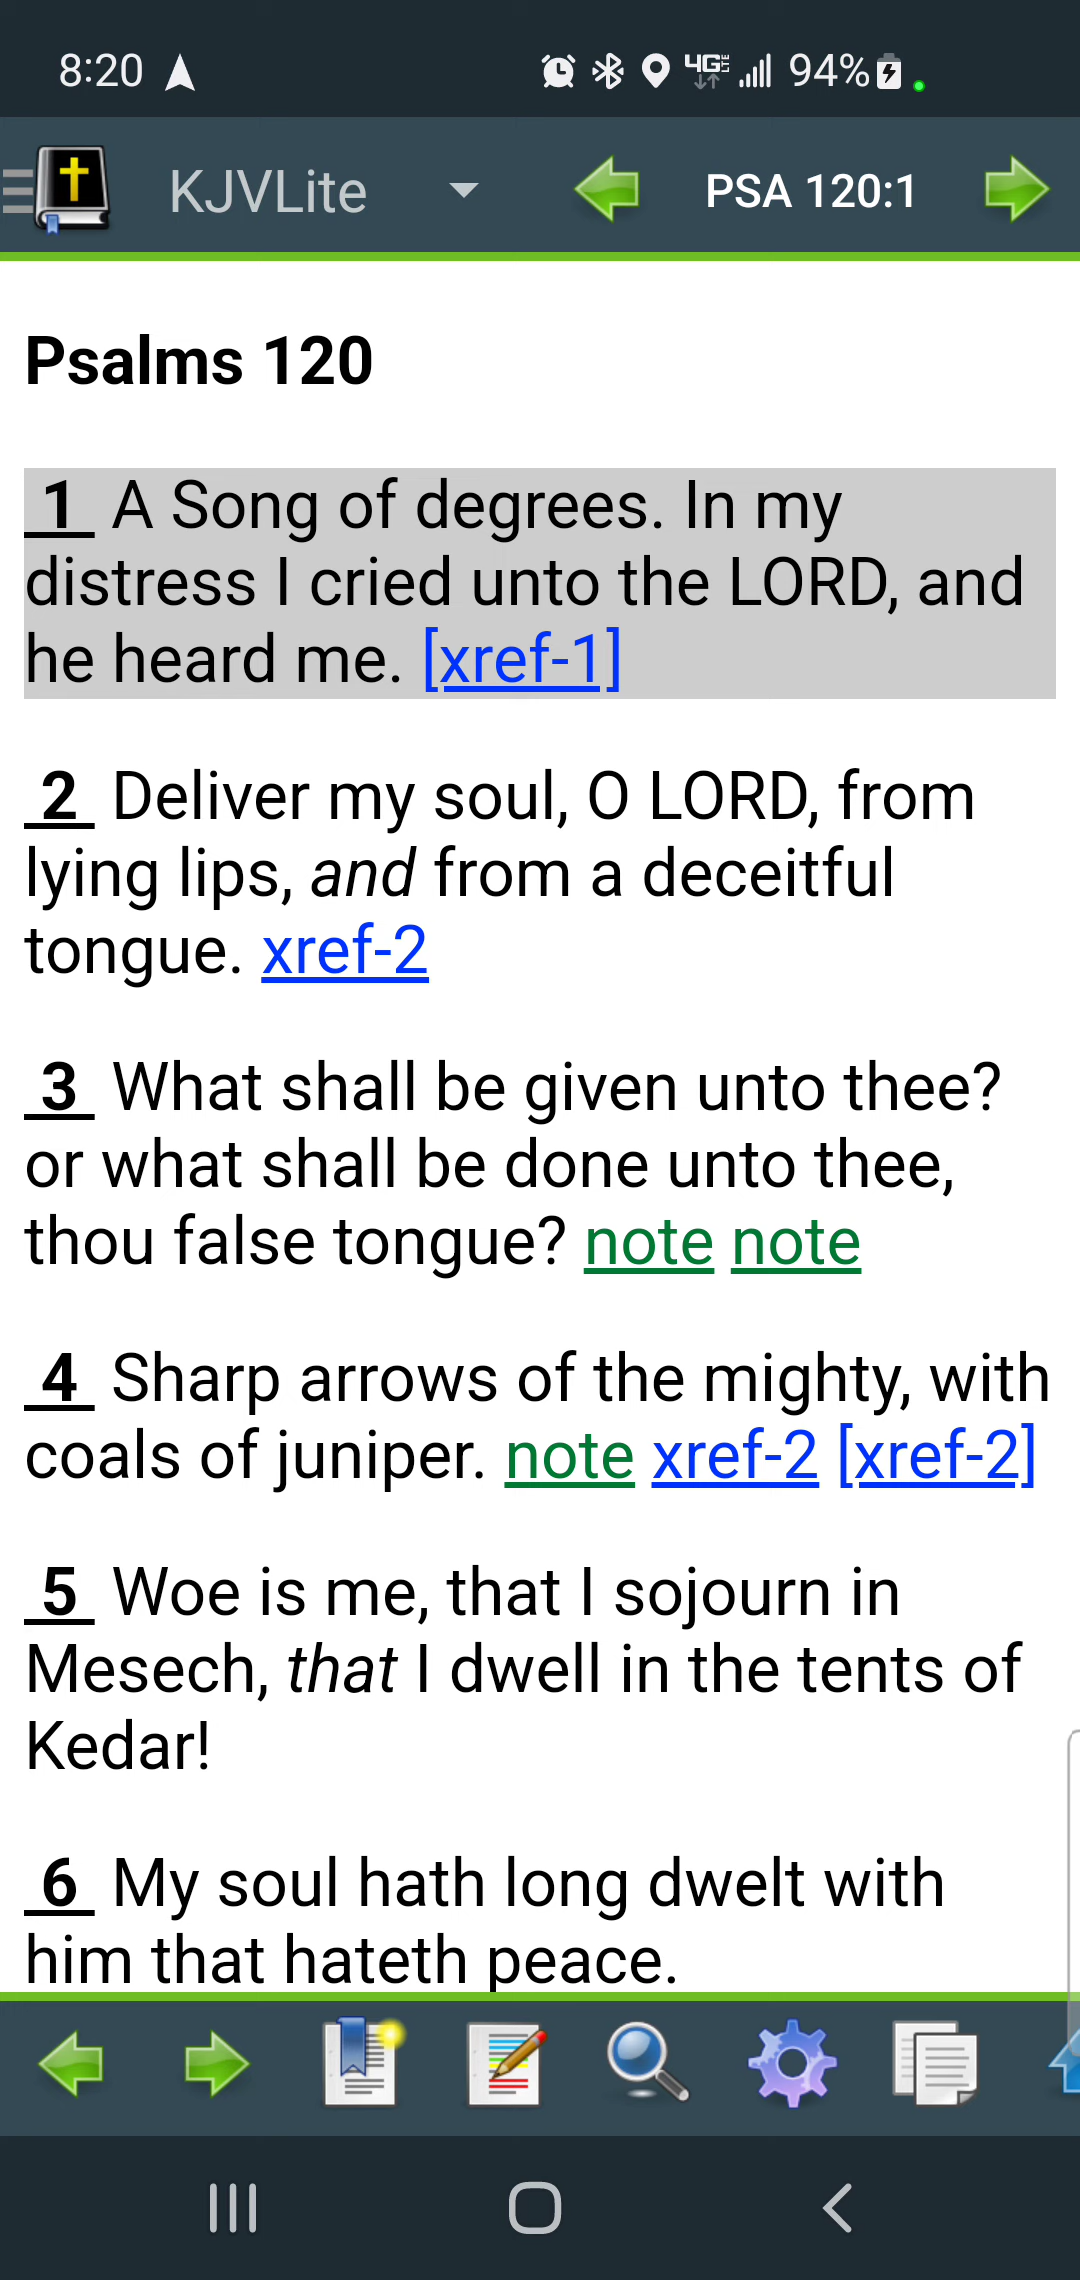 8:20 4G LTE 94%
KJVLite PSA 120:1
Psalms 120
1 A Song of degrees. In my
distress I cried unto the LORD, and
he heard me. [xref-1]
2 Deliver my soul, O LORD, from
lying lips, and from a deceitful
tongue. xref-2
3 What shall be given unto thee?
or what shall be done unto thee,
thou false tongue? note note
4 Sharp arrows of the mighty, with
coals of juniper. note xref-2 [xref-2]
5 Woe is me, that I sojourn in
Mesech, that I dwell in the tents of
Kedar!
6 My soul hath long dwelt with
him that hateth peace.